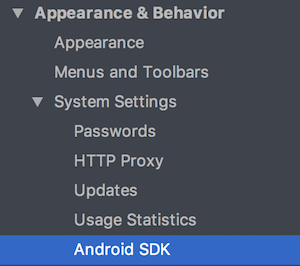 Appearance & Behavior
Appearance
Menus and Toolbars
System Settings
Passwords
HTTP Proxy
Updates
Usage Statistics
Android SDK